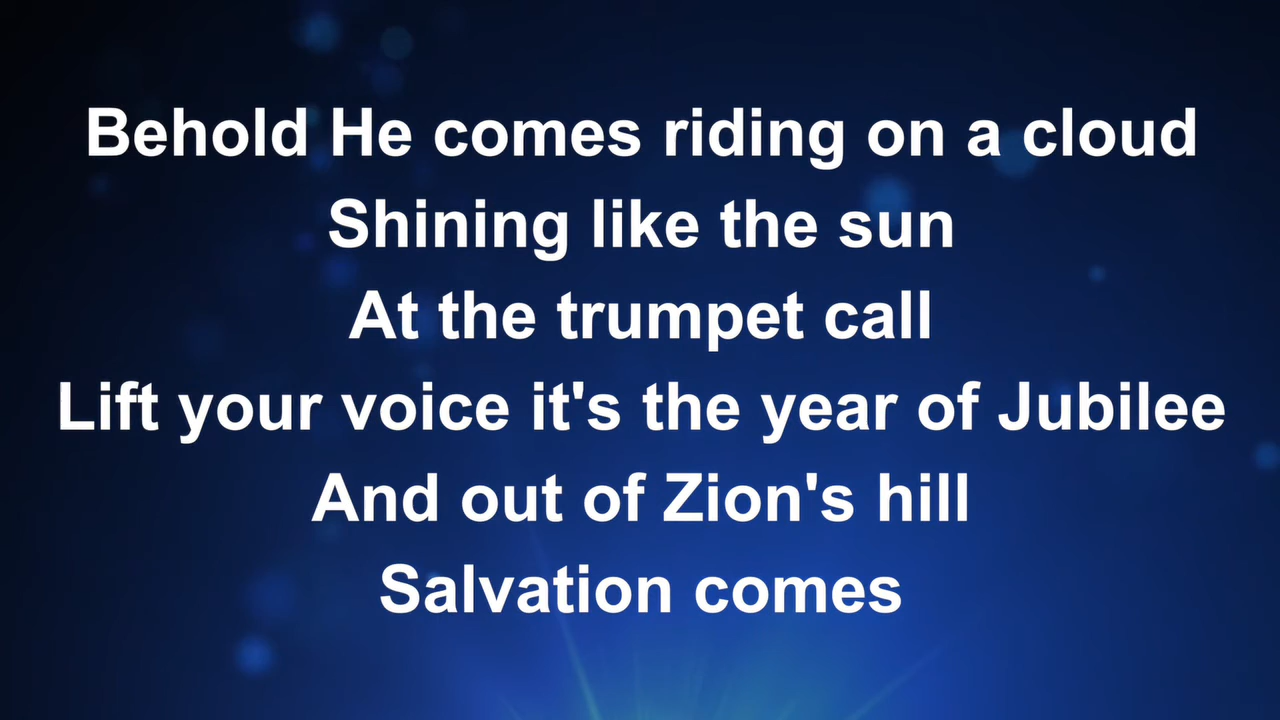 Behold He comes riding on a cloud
Shining like the sun
At the trumpet call
Lift your voice it's the year of Jubilee
And out of Zion's hill
Salvation comes